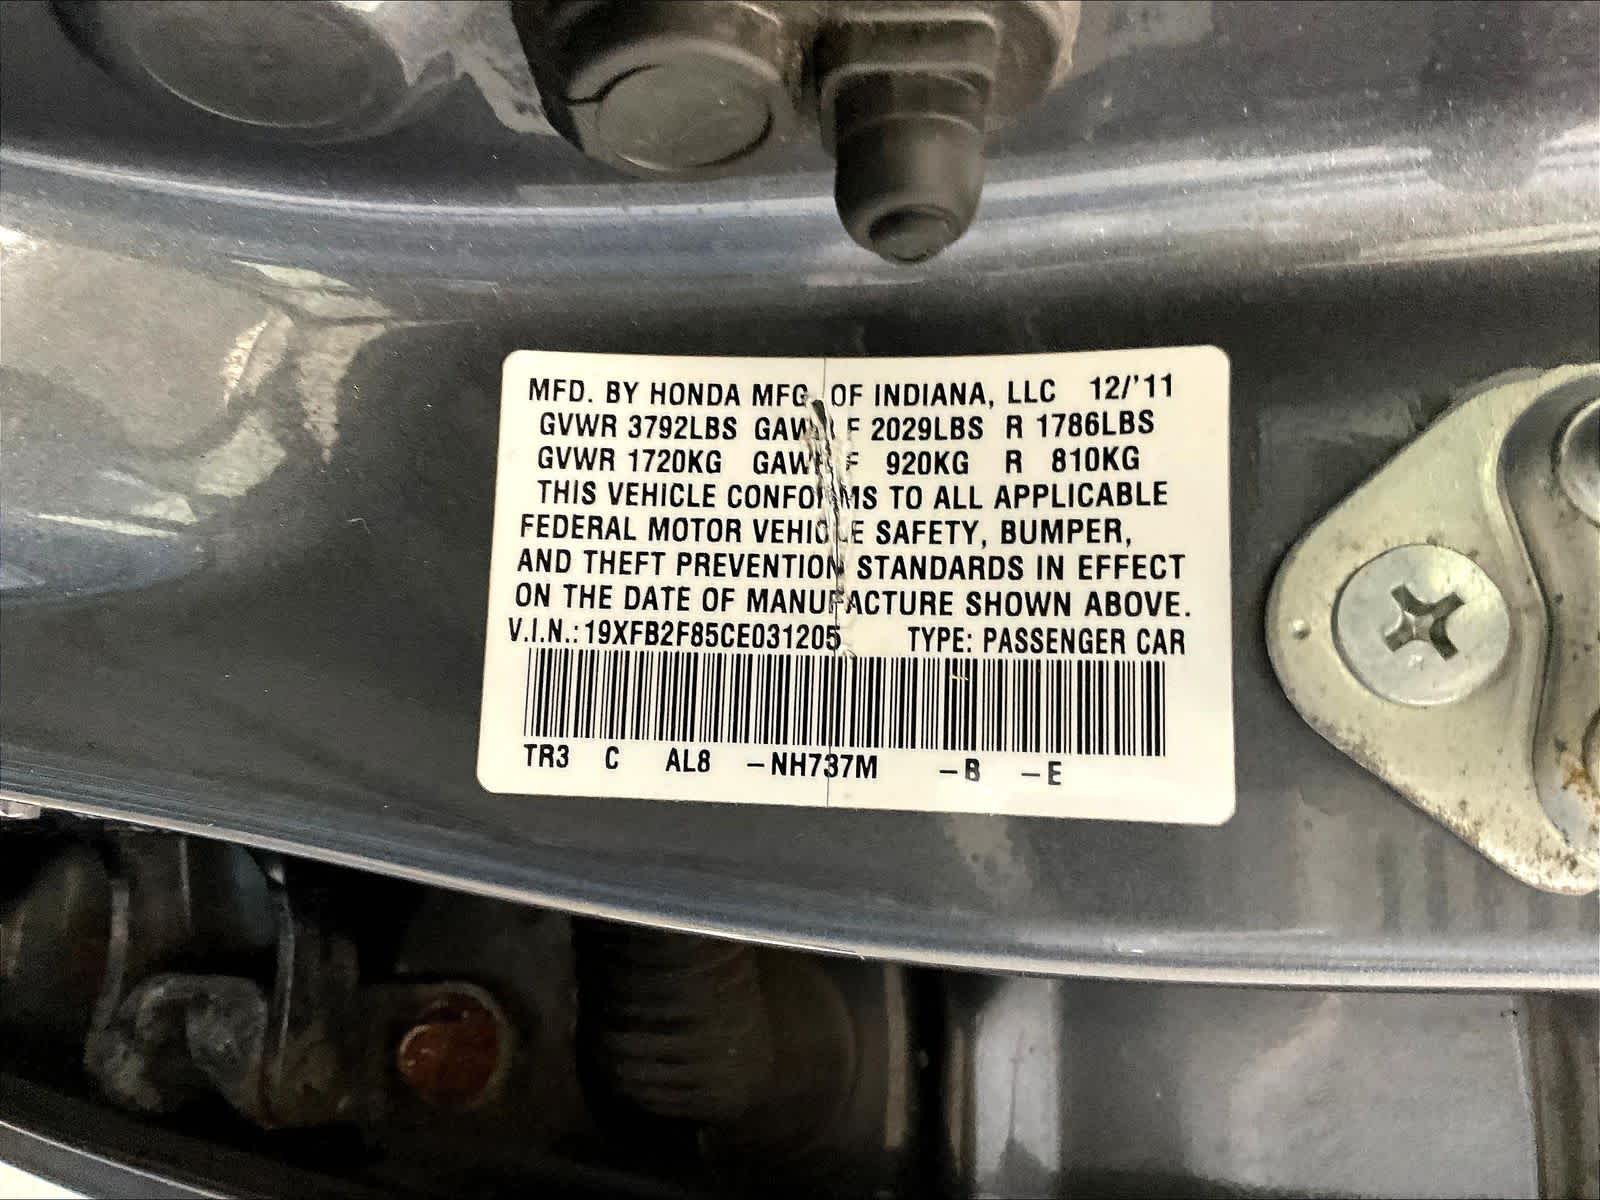 MFD. BY HONDA MFG. OF INDIANA, LLC 12/'11
GVWR 3792LBS GAWR F 2029LBS R 1786LBS
GVWR 1720KG GAWR F 920KG R 810KG
THIS VEHICLE CONFORMS TO ALL APPLICABLE
FEDERAL MOTOR VEHICLE SAFETY, BUMPER,
AND THEFT PREVENTION STANDARDS IN EFFECT
ON THE DATE OF MANUFACTURE SHOWN ABOVE.
V.I.N.: 19XFB2F85CE031205 TYPE: PASSENGER CAR
TR3 C AL8 -NH737M -B -E